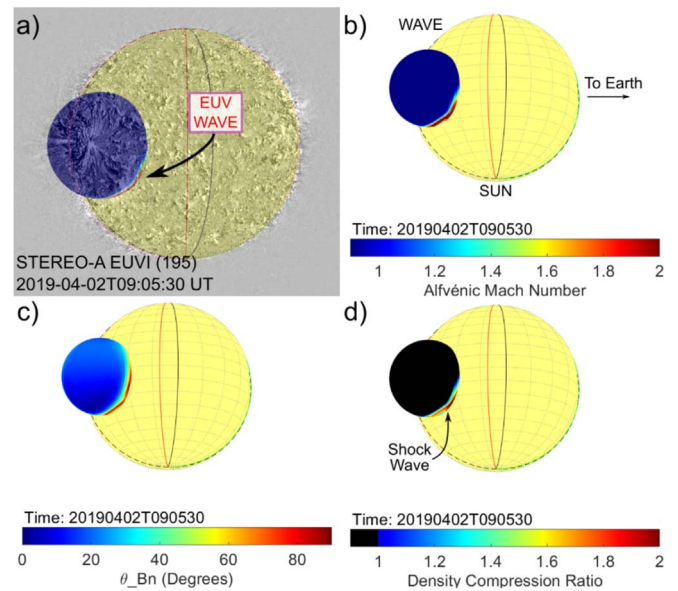 a)
EUV
WAVE
STEREO-A EUVI (195)
2019-04-02T09:05:30 UT
b)
WAVE
To Earth
SUN
Time: 20190402T090530
1 1.2 1.4 1.6 1.8 2
Alfvénic Mach Number
c)
Time: 20190402T090530
0 20 40 60 80
θ_Bn (Degrees)
d)
Shock
Wave
Time: 20190402T090530
1 1.2 1.4 1.6 1.8 2
Density Compression Ratio